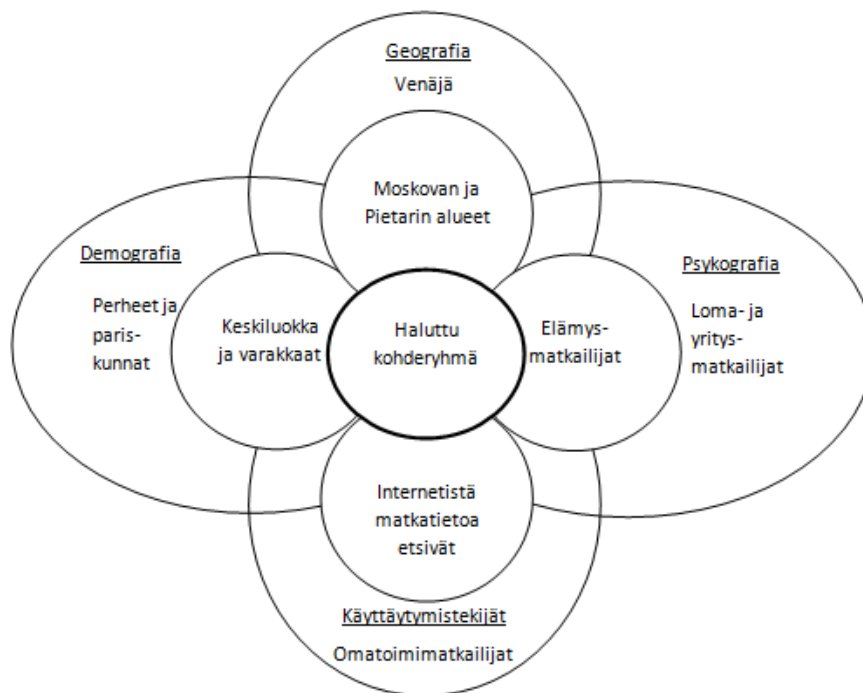 Geografia
Venäjä
Moskovan ja
Pietarin alueet
Demografia
Perheet ja
paris-
kunnat
Keskiluokka
ja varakkaat
Haluttu
kohderyhmä
Elämys-
matkailijat
Psykografia
Loma- ja
yritys-
matkailijat
Internetistä
matkatietoa
etsivät
Käyttäytymistekijät
Omatoimimatkailijat